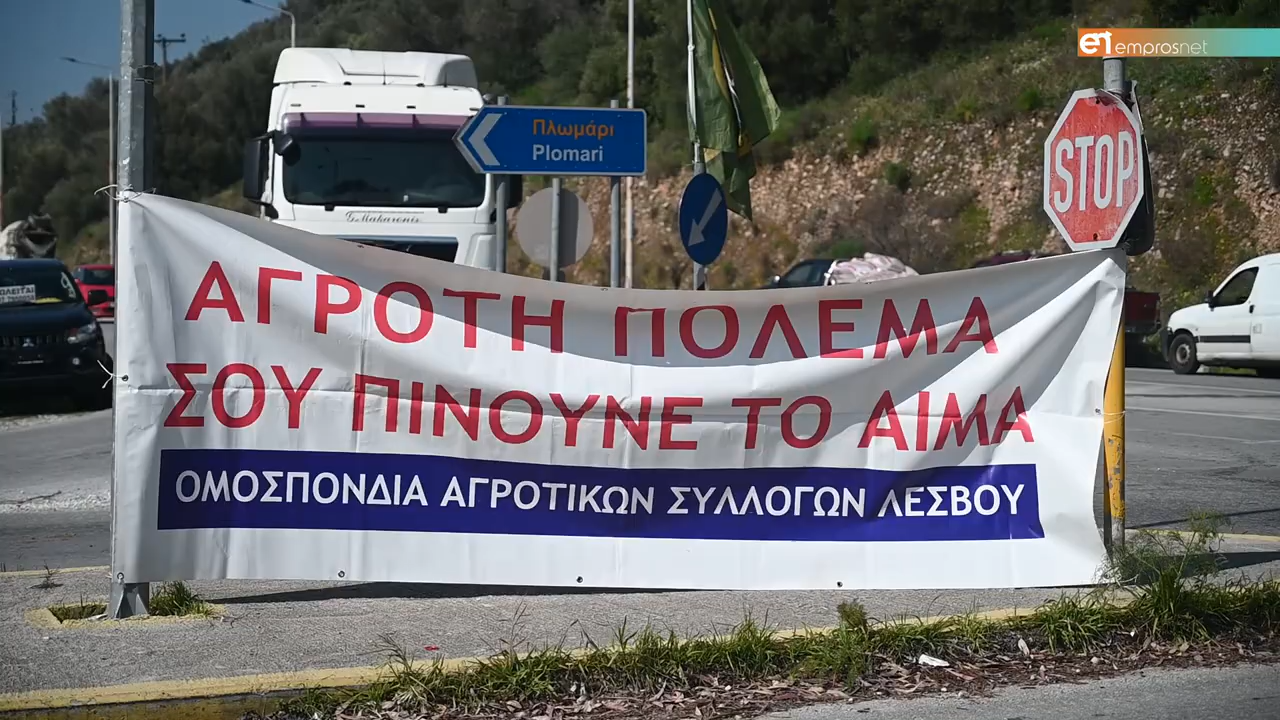 emprosnet
Πλωμάρι
Plomari
STOP
G. Makaronis
ΑΓΡΟΤΗ ΠΟΛΕΜΑ
ΣΟΥ ΠΙΝΟΥΝΕ ΤΟ ΑΙΜΑ
ΟΜΟΣΠΟΝΔΙΑ ΑΓΡΟΤΙΚΩΝ ΣΥΛΛΟΓΩΝ ΛΕΣΒΟΥ